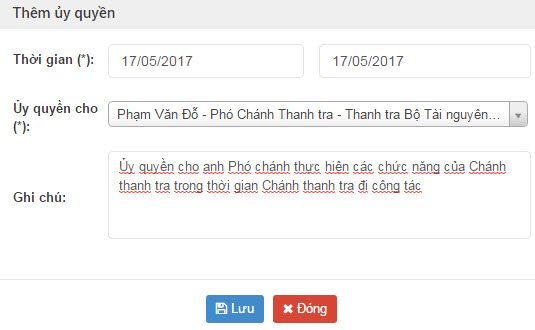 Thêm ủy quyền
Thời gian (*): 17/05/2017 17/05/2017
Ủy quyền cho (*): Phạm Văn Đỗ - Phó Chánh Thanh tra - Thanh tra Bộ Tài nguyên...
Ghi chú: Ủy quyền cho anh Phó chánh thực hiện các chức năng của Chánh
thanh tra trong thời gian Chánh thanh tra đi công tác
Lưu Đóng